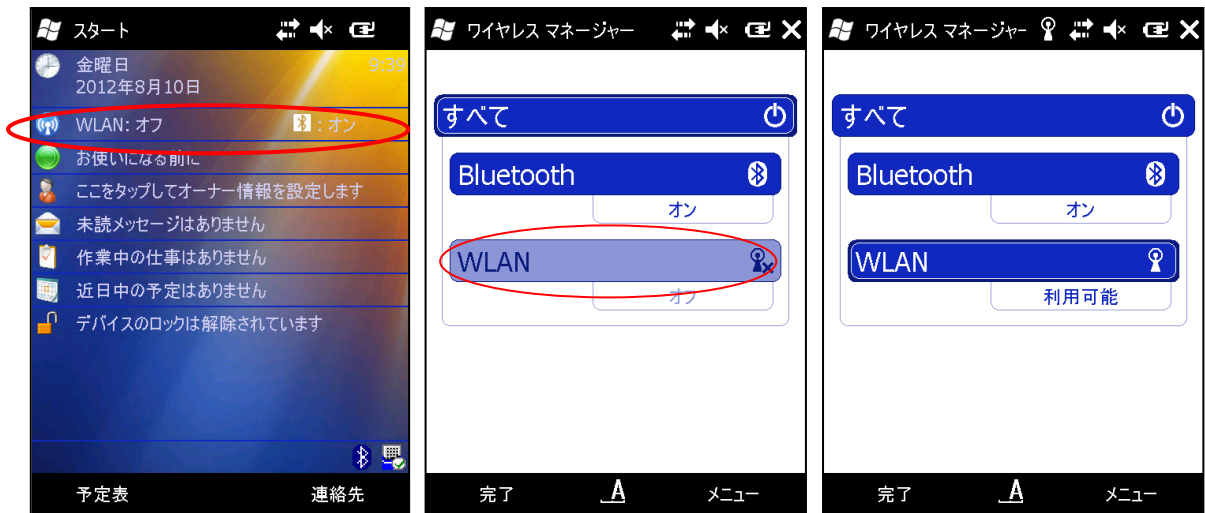 スタート
金曜日
9:39
2012年8月10日
WLAN: オフ
: オン
お使いになる前に
ここをタップしてオーナー情報を設定します
未読メッセージはありません
作業中の仕事はありません
近日中の予定はありません
デバイスのロックは解除されています
予定表
連絡先
ワイヤレス マネージャー
すべて
Bluetooth
オン
WLAN
オフ
完了
A
メニュー
ワイヤレス マネージャー
すべて
Bluetooth
オン
WLAN
利用可能
完了
A
メニュー